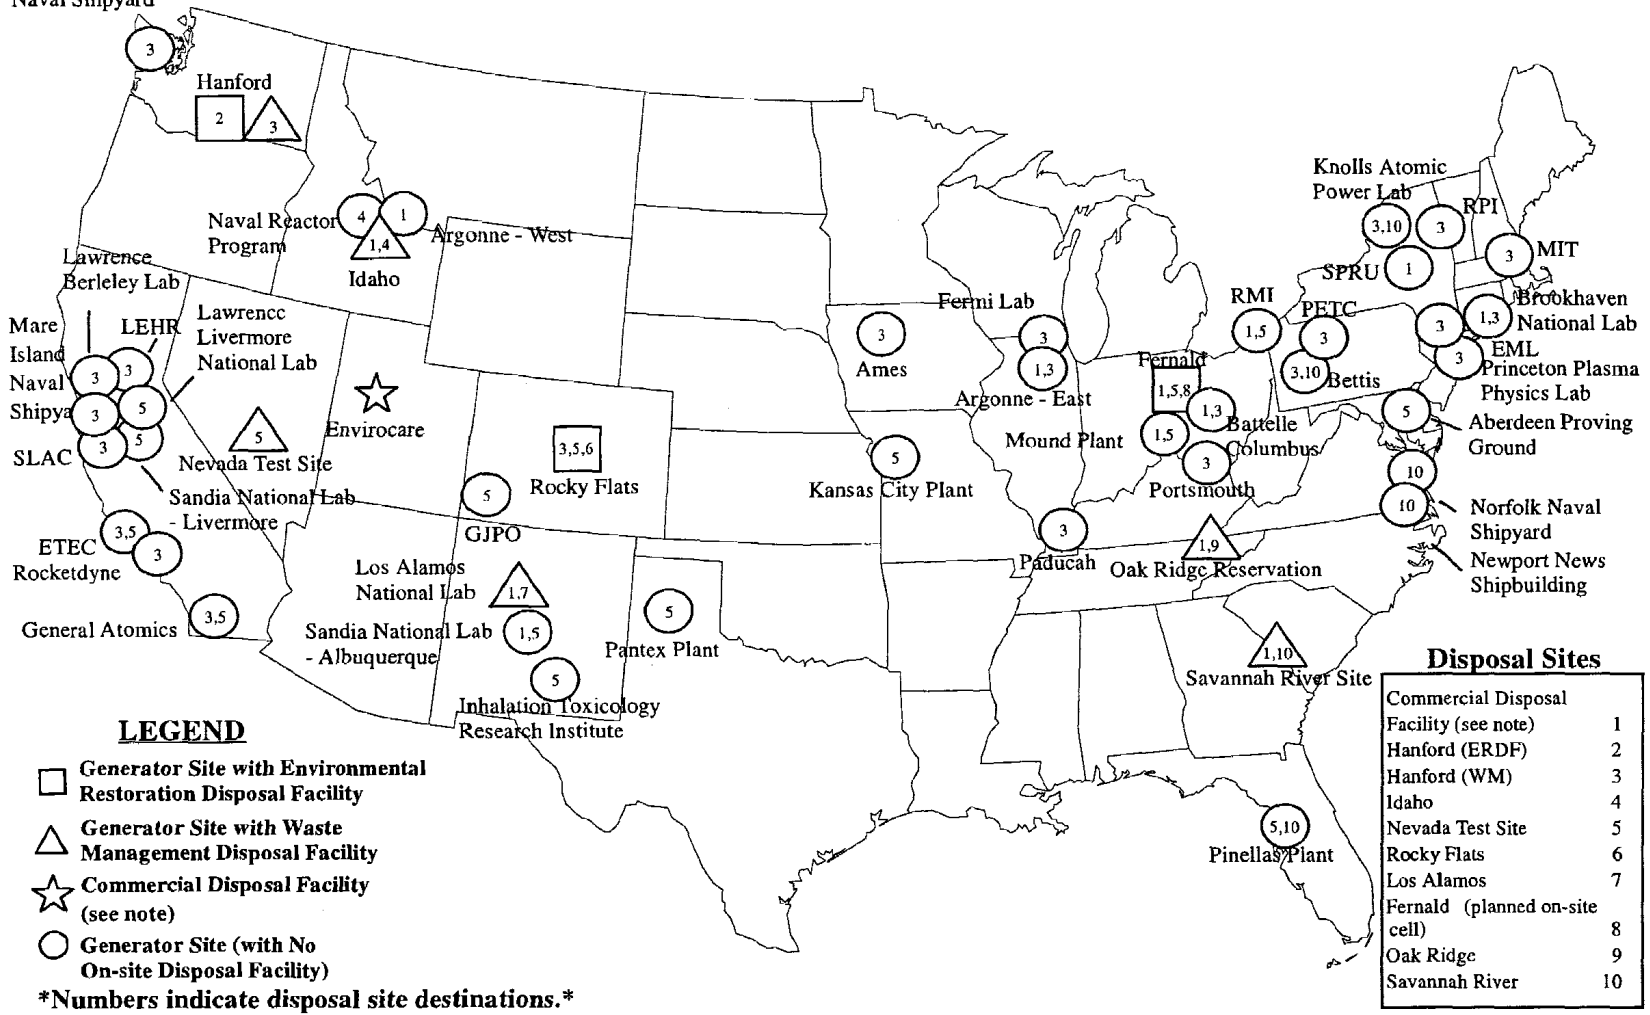 Naval Shipyard
3
Hanford
2
3
Naval Reactor
Program
4
1
1,4
Argonne - West
Idaho
Lawrence
Berleley Lab
Mare
Island
Naval
Shipya
LEHR
Lawrence
Livermore
National Lab
3
3
3
5
3
5
SLAC
Sandia National Lab
- Livermore
5
Nevada Test Site
Envirocare
3,5,6
Rocky Flats
5
GJPO
ETEC
Rocketdyne
3,5
3
General Atomics
3,5
Los Alamos
National Lab
1,7
Sandia National Lab
- Albuquerque
1,5
5
Inhalation Toxicology
Research Institute
5
Pantex Plant
3
Ames
5
Kansas City Plant
Fermi Lab
3
1,3
Argonne - East
Fernald
1,5,8
1,3
Battelle
Columbus
Mound Plant
1,5
3
Portsmouth
3
Paducah
1,9
Oak Ridge Reservation
RMI
1,5
PETC
3
3,10
Bettis
Knolls Atomic
Power Lab
3,10
3
RPI
SPRU
1
3
MIT
1,3
Brookhaven
National Lab
3
EML
3
Princeton Plasma
Physics Lab
5
Aberdeen Proving
Ground
10
10
Norfolk Naval
Shipyard
Newport News
Shipbuilding
1,10
Savannah River Site
5,10
Pinellas Plant
LEGEND
Generator Site with Environmental
Restoration Disposal Facility
Generator Site with Waste
Management Disposal Facility
Commercial Disposal Facility
(see note)
Generator Site (with No
On-site Disposal Facility)
*Numbers indicate disposal site destinations.*
Disposal Sites
Commercial Disposal
Facility (see note) 1
Hanford (ERDF) 2
Hanford (WM) 3
Idaho 4
Nevada Test Site 5
Rocky Flats 6
Los Alamos 7
Fernald (planned on-site
cell) 8
Oak Ridge 9
Savannah River 10